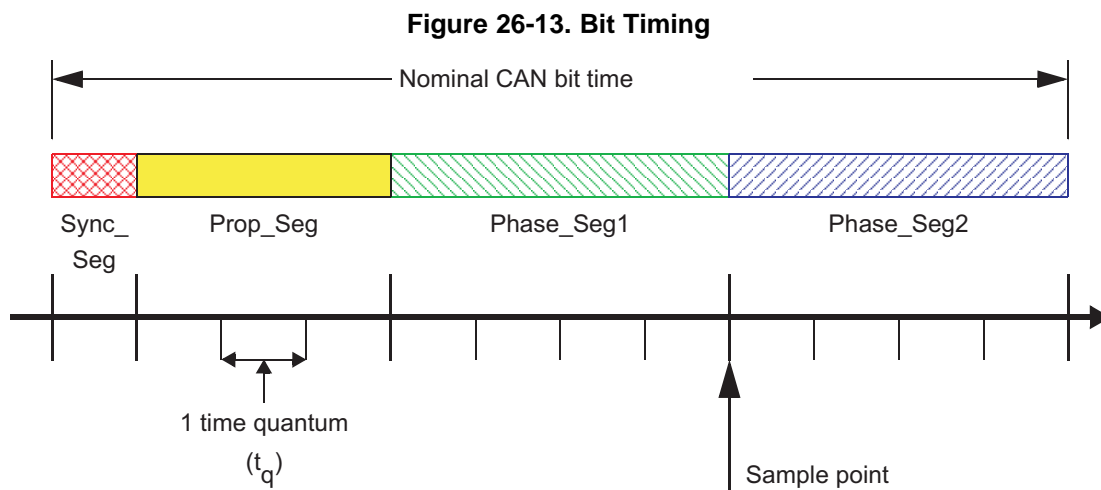 Figure 26-13. Bit Timing
Nominal CAN bit time
Sync_
Seg
Prop_Seg
Phase_Seg1
Phase_Seg2
1 time quantum
(t_q)
Sample point